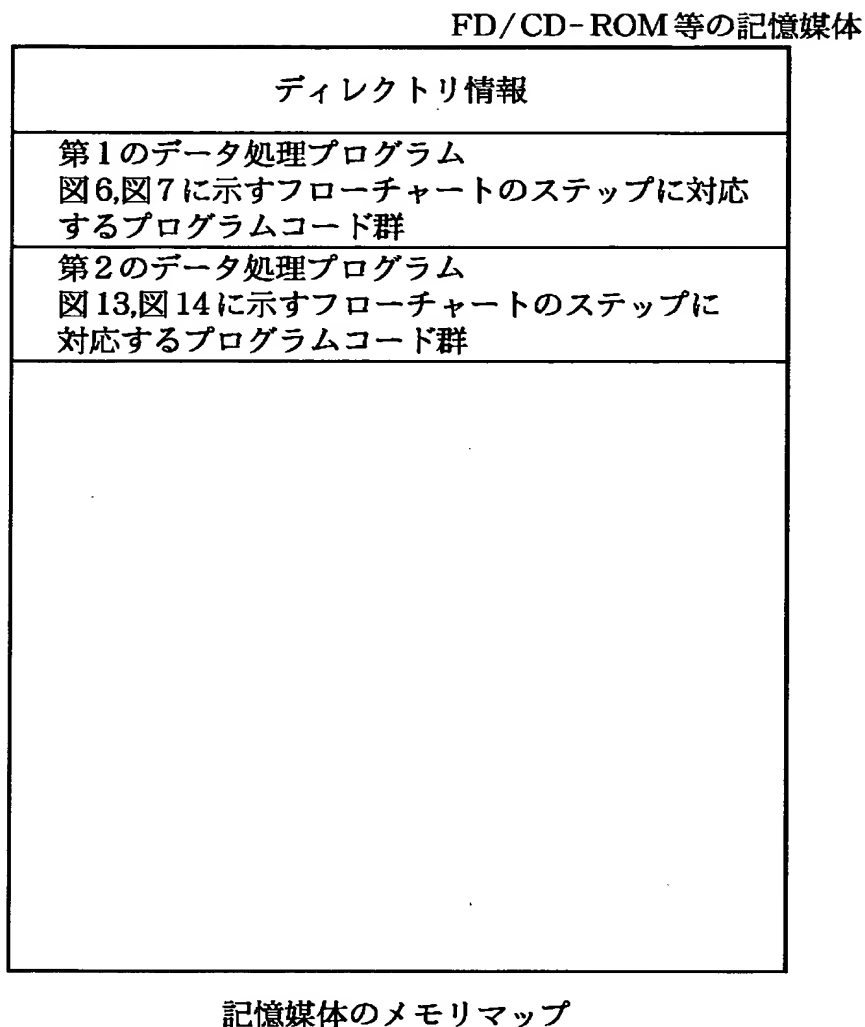 FD/CD-ROM等の記憶媒体
ディレクトリ情報
第1のデータ処理プログラム
図6,図7に示すフローチャートのステップに対応
するプログラムコード群
第2のデータ処理プログラム
図13,図14に示すフローチャートのステップに
対応するプログラムコード群
記憶媒体のメモリマップ